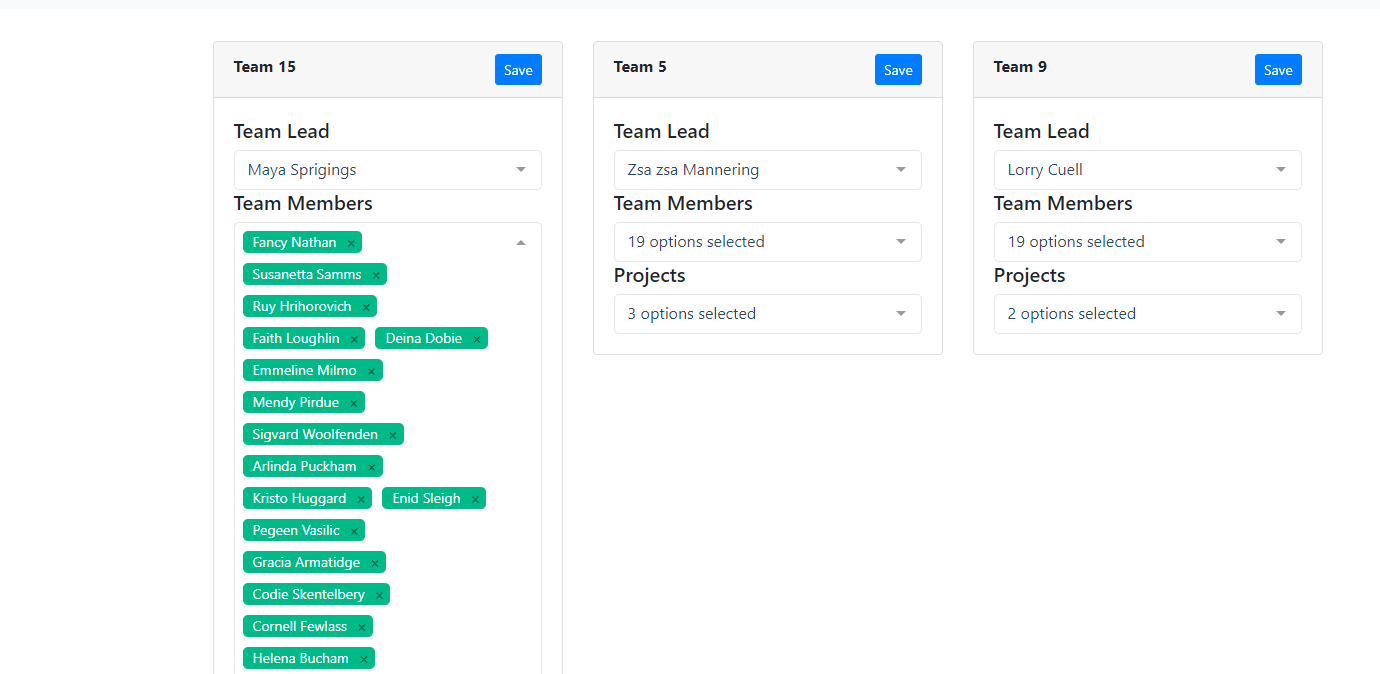 Team 15
Save
Team Lead
Maya Sprigings
Team Members
Fancy Nathan ×
Susanetta Samms ×
Ruy Hrihorovich ×
Faith Loughlin × Deina Dobie ×
Emmeline Milmo ×
Mendy Pirdue ×
Sigvard Woolfenden ×
Arlinda Puckham ×
Kristo Huggard × Enid Sleigh ×
Pegeen Vasilic ×
Gracia Armatidge ×
Codie Skentelbery ×
Cornell Fewlass ×
Helena Bucham ×
Team 5
Save
Team Lead
Zsa zsa Mannering
Team Members
19 options selected
Projects
3 options selected
Team 9
Save
Team Lead
Lorry Cuell
Team Members
19 options selected
Projects
2 options selected